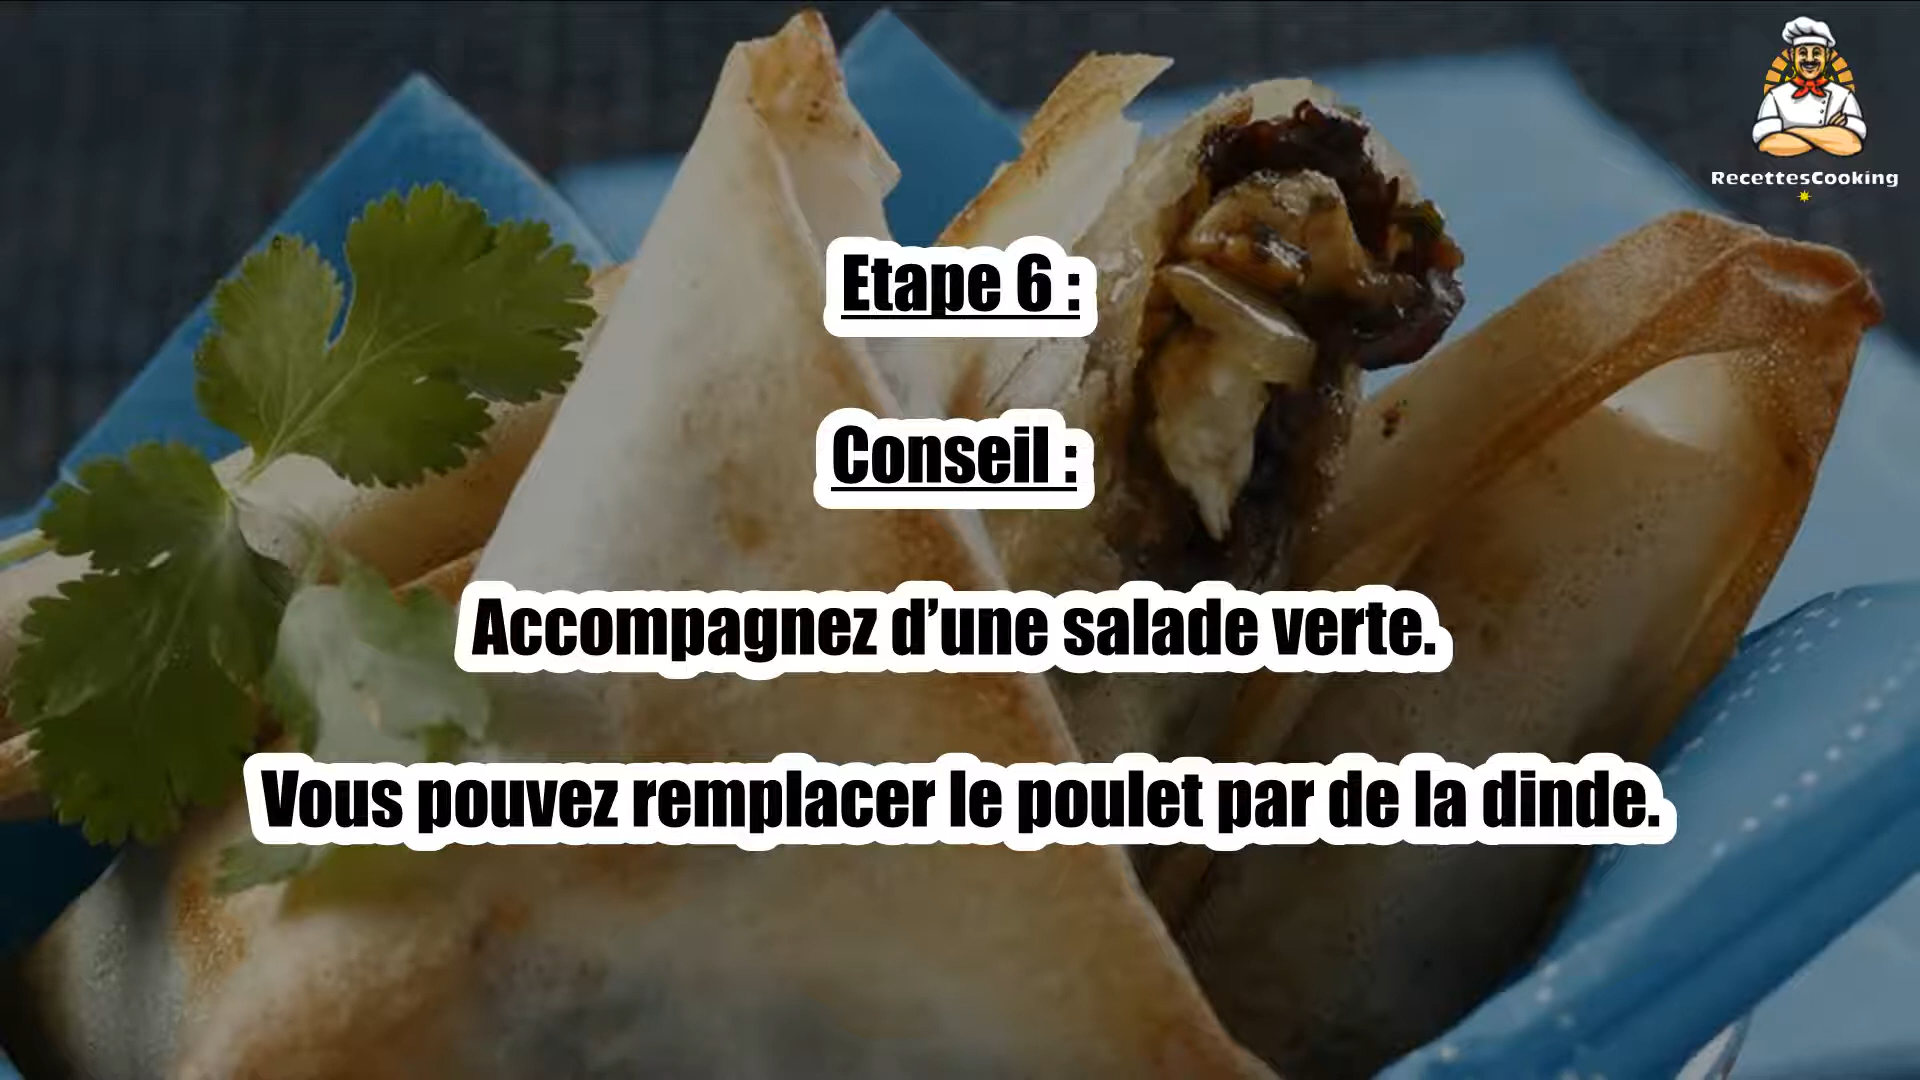 RecettesCooking
Etape 6 :
Conseil :
Accompagnez d’une salade verte.
Vous pouvez remplacer le poulet par de la dinde.